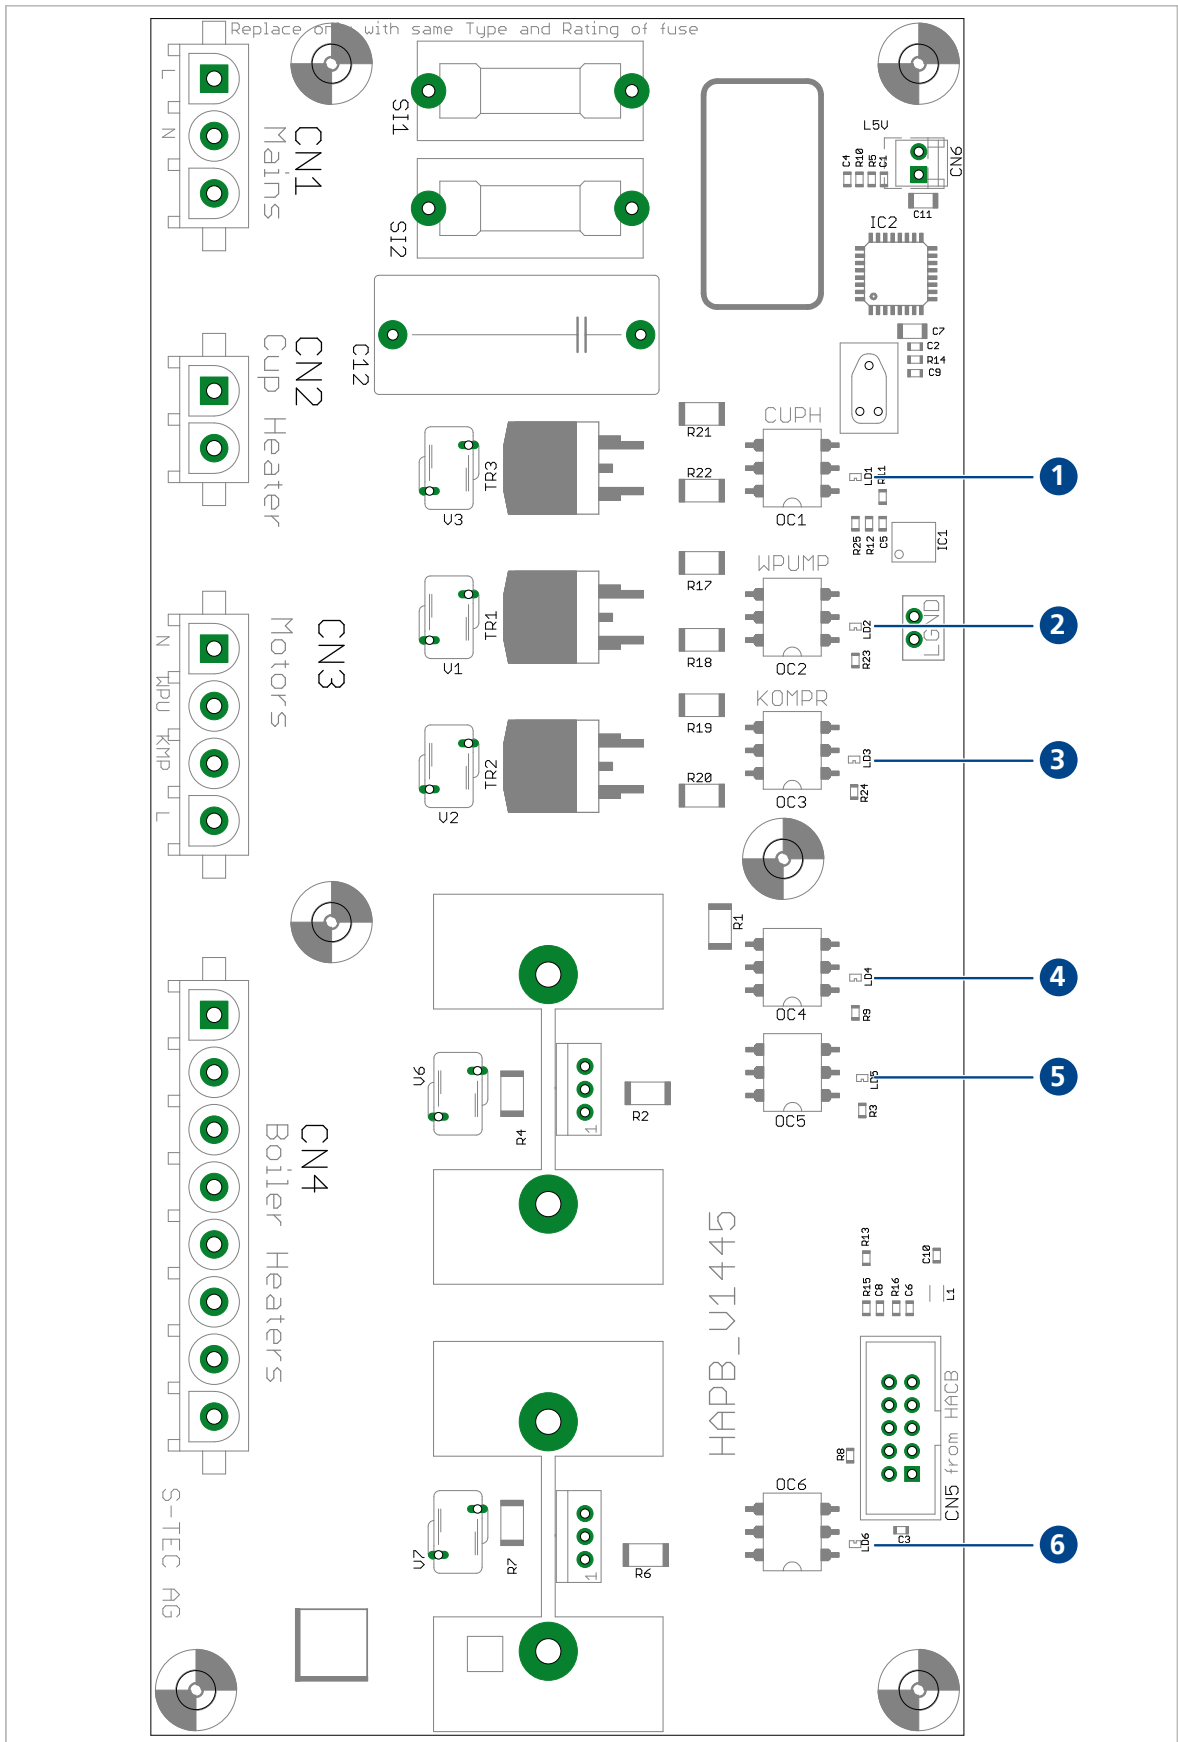 Replace only with same Type and Rating of fuse
L
N
CN1
Mains
SI1
SI2
L5V
C4
R10
R5
C1
CN6
C11
IC2
C7
C2
R14
C9
C12
CN2
Cup Heater
R21
R22
CUPH
OC1
LD1
R11
1
TR3
V3
R25
R12
C5
IC1
R17
R18
WPUMP
OC2
LD2
R23
LGND
2
TR1
V1
CN3
Motors
N
WPU
KMP
L
R19
R20
KOMPR
OC3
LD3
R24
3
TR2
V2
R1
OC4
LD4
R9
4
OC5
LD5
R3
5
V6
R4
1
R2
CN4
Boiler Heaters
HAPB_V1445
R13
C10
R15
C8
R16
C6
L1
R8
CN5 from HACB
C3
OC6
LD6
6
V7
R7
1
R6
S-TEC AG